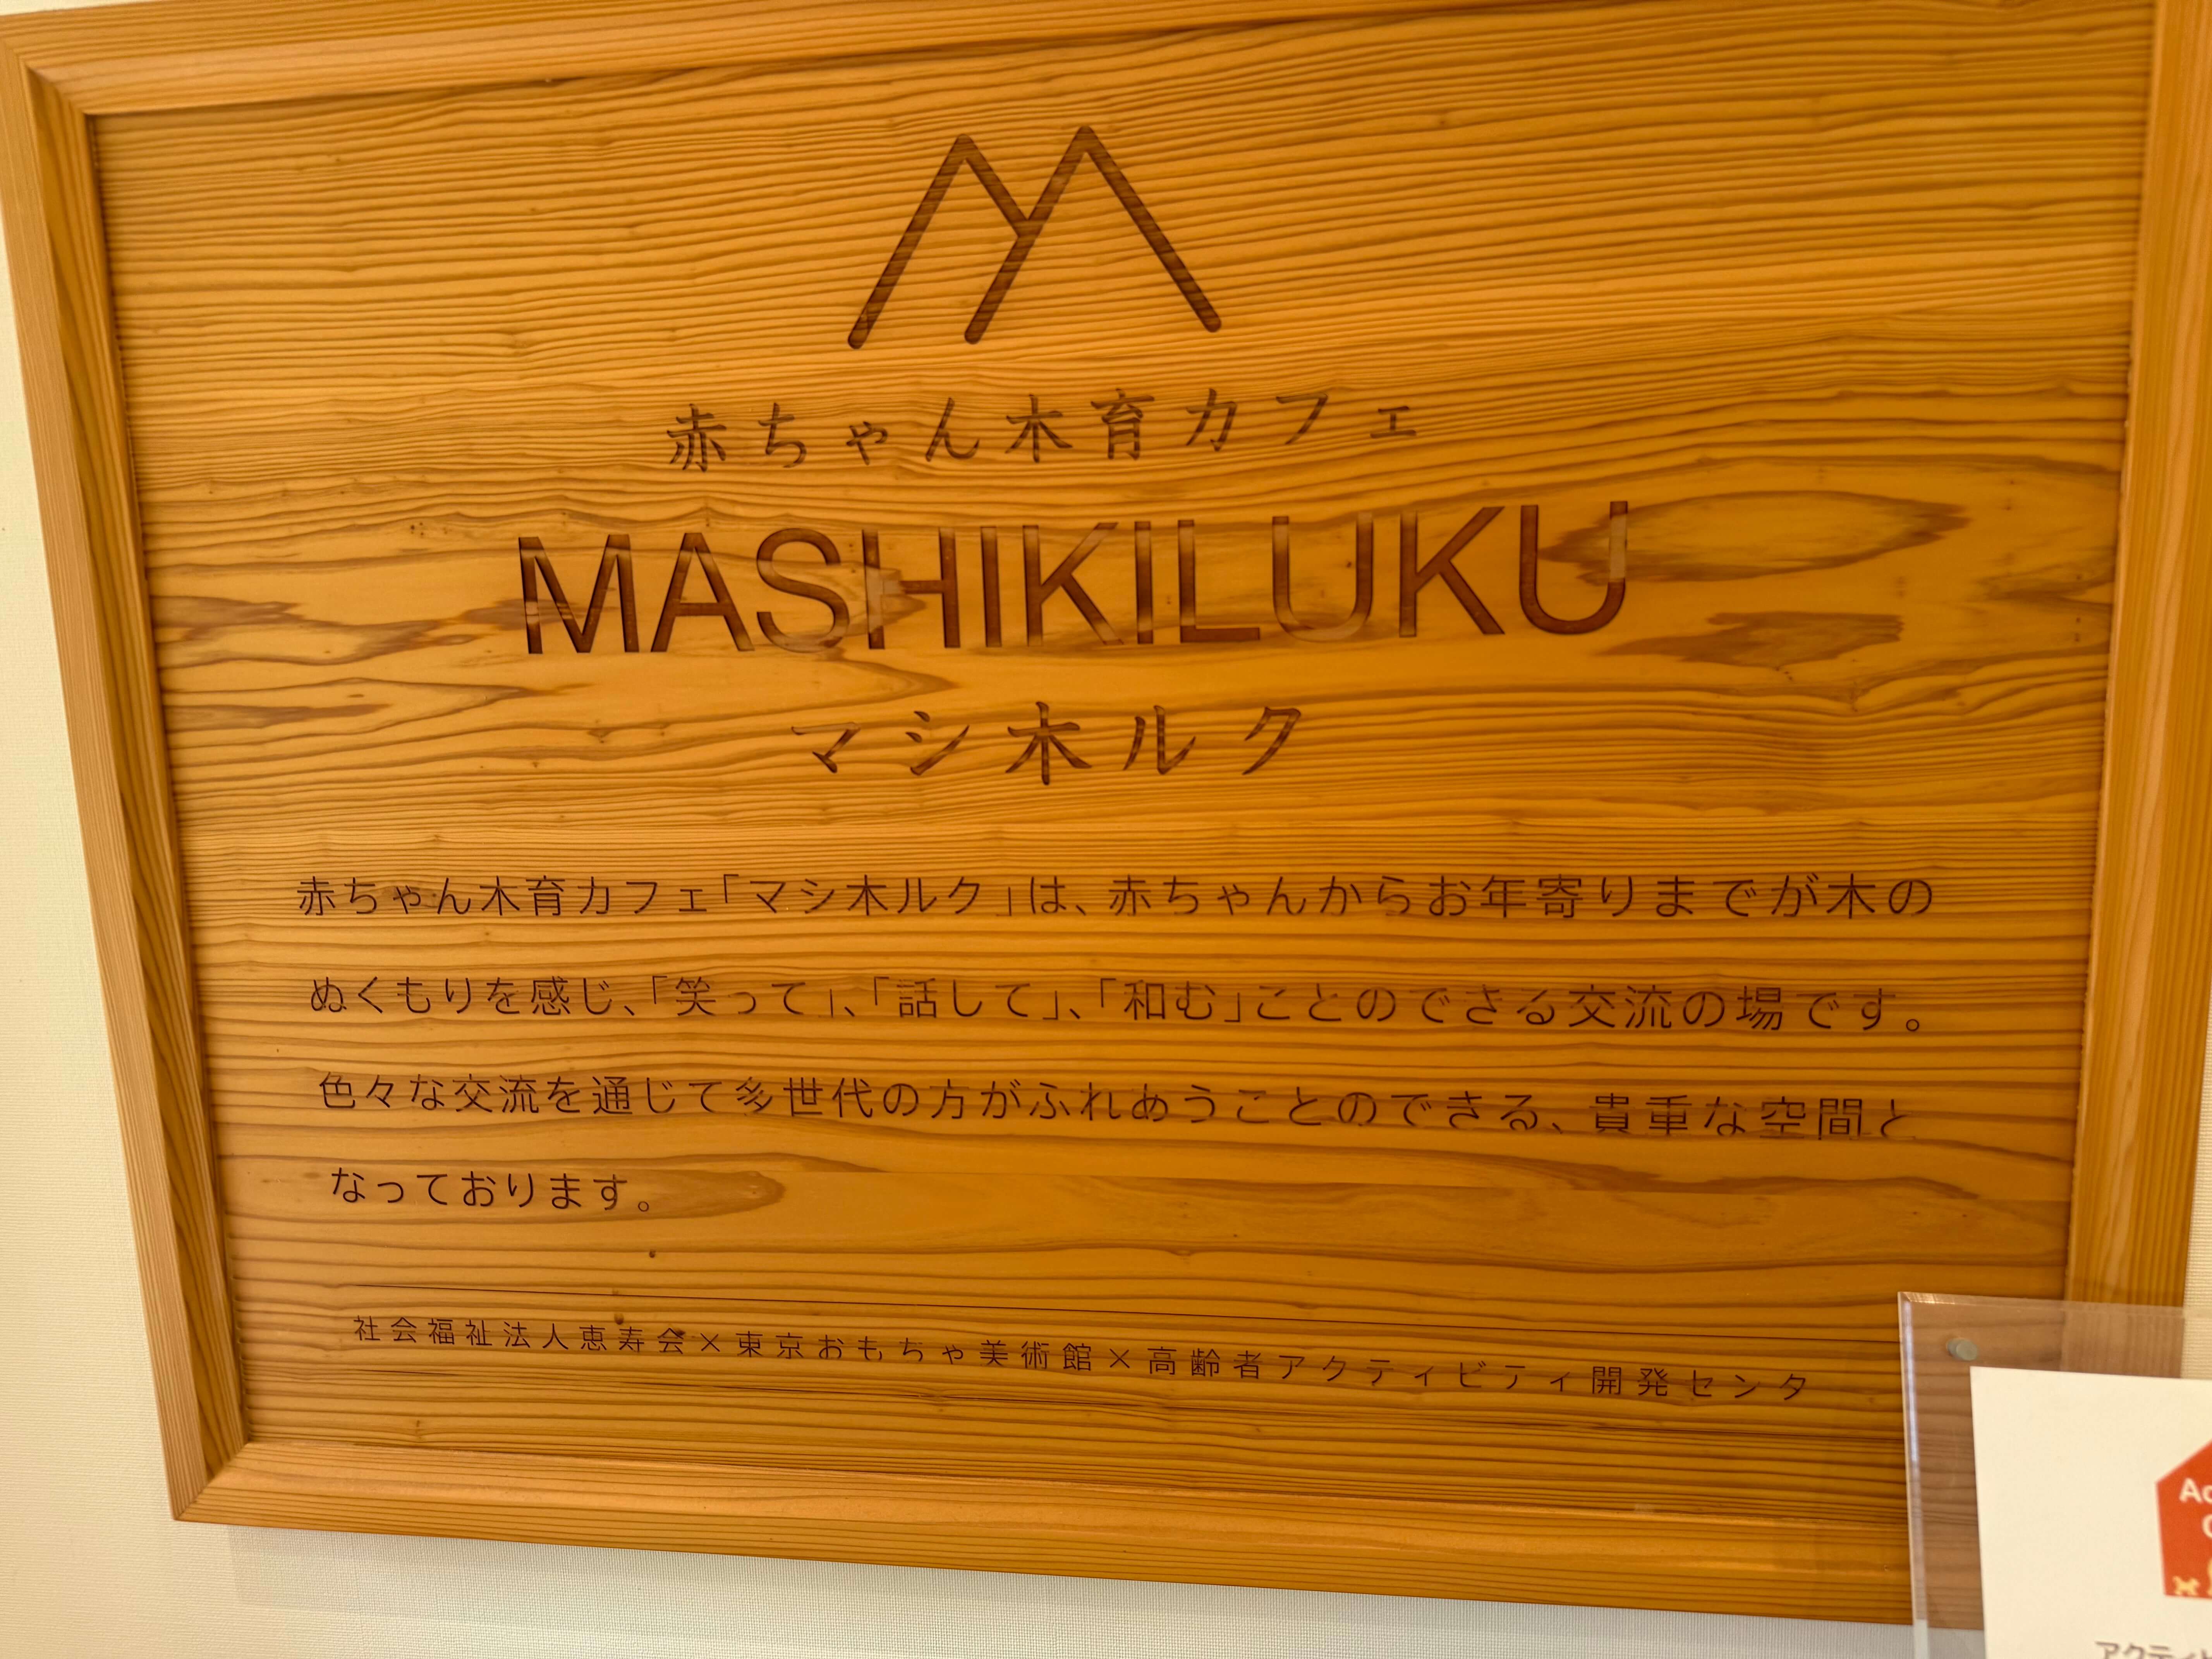 赤ちゃん木育カフェ
MASHIKILUKU
マシ木ルク
赤ちゃん木育カフェ「マシ木ルク」は、赤ちゃんからお年寄りまでが木の
ぬくもりを感じ、「笑って」、「話して」、「和む」ことのできる交流の場です。
色々な交流を通じて多世代の方がふれあうことのできる、貴重な空間と
なっております。
社会福祉法人恵寿会×東京おもちゃ美術館×高齢者アクティビティ開発センタ